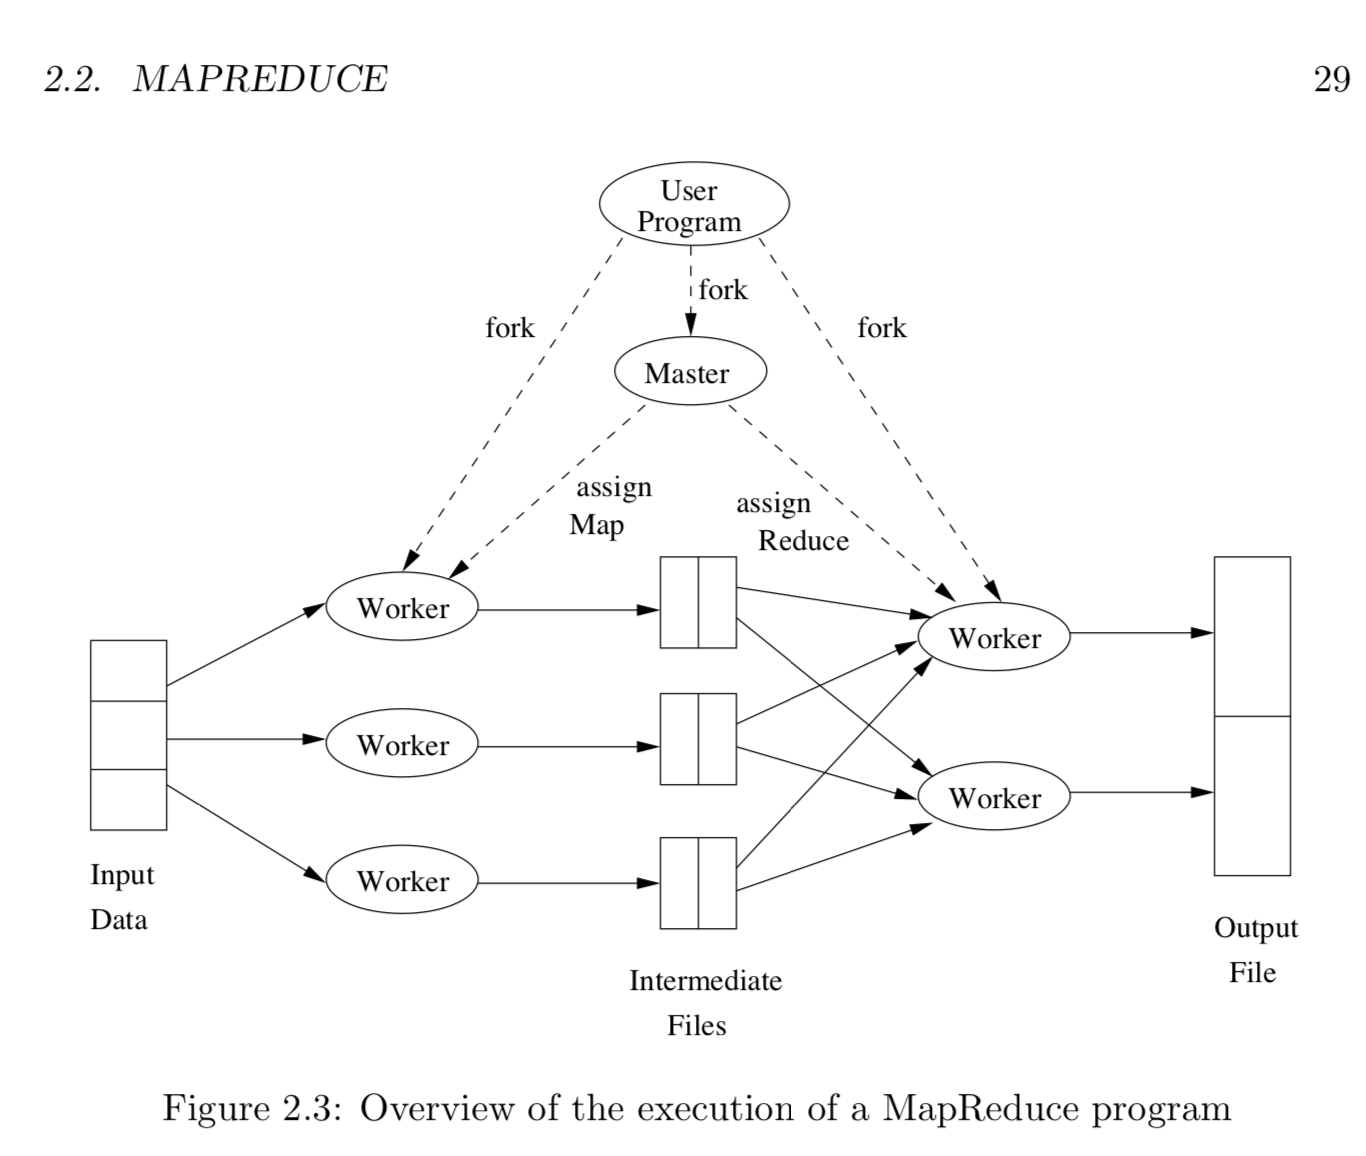 2.2. MAPREDUCE 29
User
Program
fork
fork
fork
Master
assign
Map
assign
Reduce
Worker
Worker
Worker
Worker
Worker
Input
Data
Intermediate
Files
Output
File
Figure 2.3: Overview of the execution of a MapReduce program